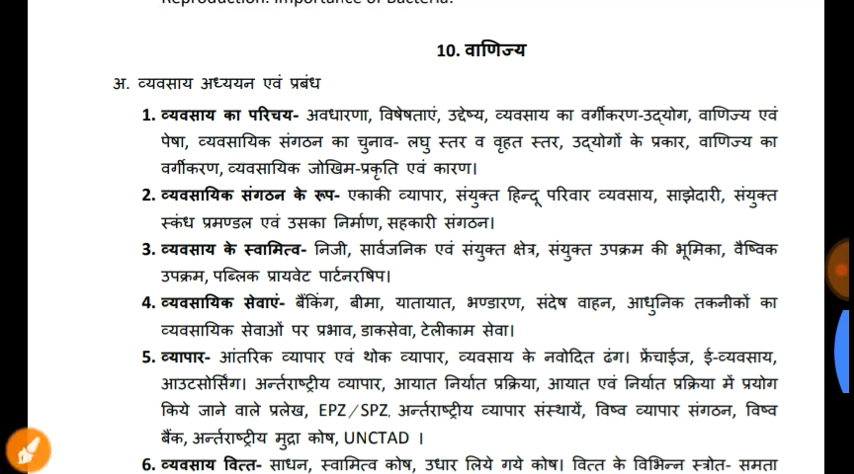 Reproduction. Importance of Bacteria.
10. वाणिज्य
अ. व्यवसाय अध्ययन एवं प्रबंध
1. व्यवसाय का परिचय- अवधारणा, विषेषताएं, उद्देष्य, व्यवसाय का वर्गीकरण-उद्योग, वाणिज्य एवं
पेषा, व्यवसायिक संगठन का चुनाव- लघु स्तर व वृहत स्तर, उद्योगों के प्रकार, वाणिज्य का
वर्गीकरण, व्यवसायिक जोखिम-प्रकृति एवं कारण।
2. व्यवसायिक संगठन के रूप- एकाकी व्यापार, संयुक्त हिन्दू परिवार व्यवसाय, साझेदारी, संयुक्त
स्कंध प्रमण्डल एवं उसका निर्माण, सहकारी संगठन।
3. व्यवसाय के स्वामित्व- निजी, सार्वजनिक एवं संयुक्त क्षेत्र, संयुक्त उपक्रम की भूमिका, वैष्विक
उपक्रम, पब्लिक प्रायवेट पार्टनरषिप।
4. व्यवसायिक सेवाएं- बैंकिंग, बीमा, यातायात, भण्डारण, संदेष वाहन, आधुनिक तकनीकों का
व्यवसायिक सेवाओं पर प्रभाव, डाकसेवा, टेलीकाम सेवा।
5. व्यापार- आंतरिक व्यापार एवं थोक व्यापार, व्यवसाय के नवोदित ढंग। फ्रेंचाईज, ई-व्यवसाय,
आउटसोर्सिंग। अर्न्तराष्ट्रीय व्यापार, आयात निर्यात प्रक्रिया, आयात एवं निर्यात प्रक्रिया में प्रयोग
किये जाने वाले प्रलेख, EPZ/SPZ, अर्न्तराष्ट्रीय व्यापार संस्थायें, विष्व व्यापार संगठन, विष्व
बैंक, अर्न्तराष्ट्रीय मुद्रा कोष, UNCTAD ।
6. व्यवसाय वित्त- साधन, स्वामित्व कोष, उधार लिये गये कोष। वित्त के विभिन्न स्त्रोत- समता